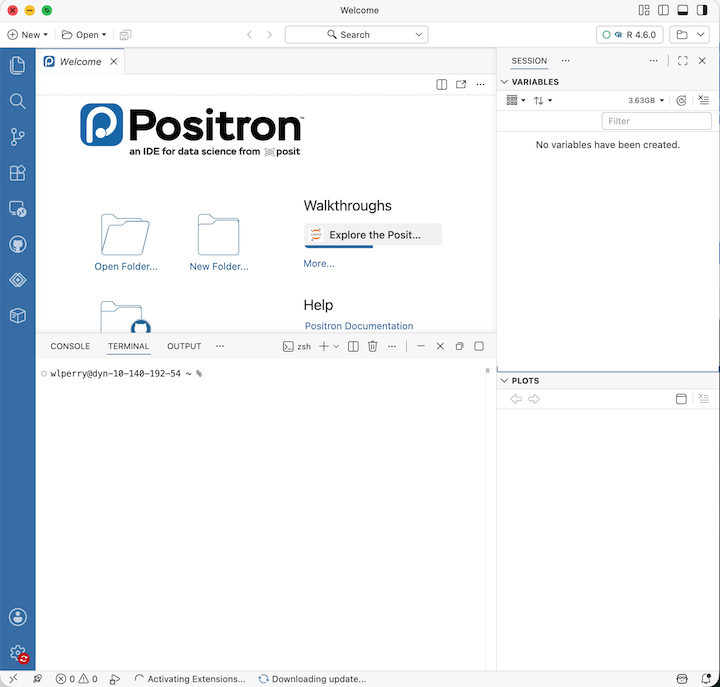 Welcome
New
Open
Search
R 4.6.0
Welcome
SESSION
VARIABLES
3.63GB
Filter
No variables have been created.
Positron™
an IDE for data science from posit
Walkthroughs
Explore the Posit...
More...
Open Folder...
New Folder...
Help
Positron Documentation
CONSOLE
TERMINAL
OUTPUT
zsh
wlperry@dyn-10-140-192-54 ~ %
PLOTS
0
0
Activating Extensions...
Downloading update...